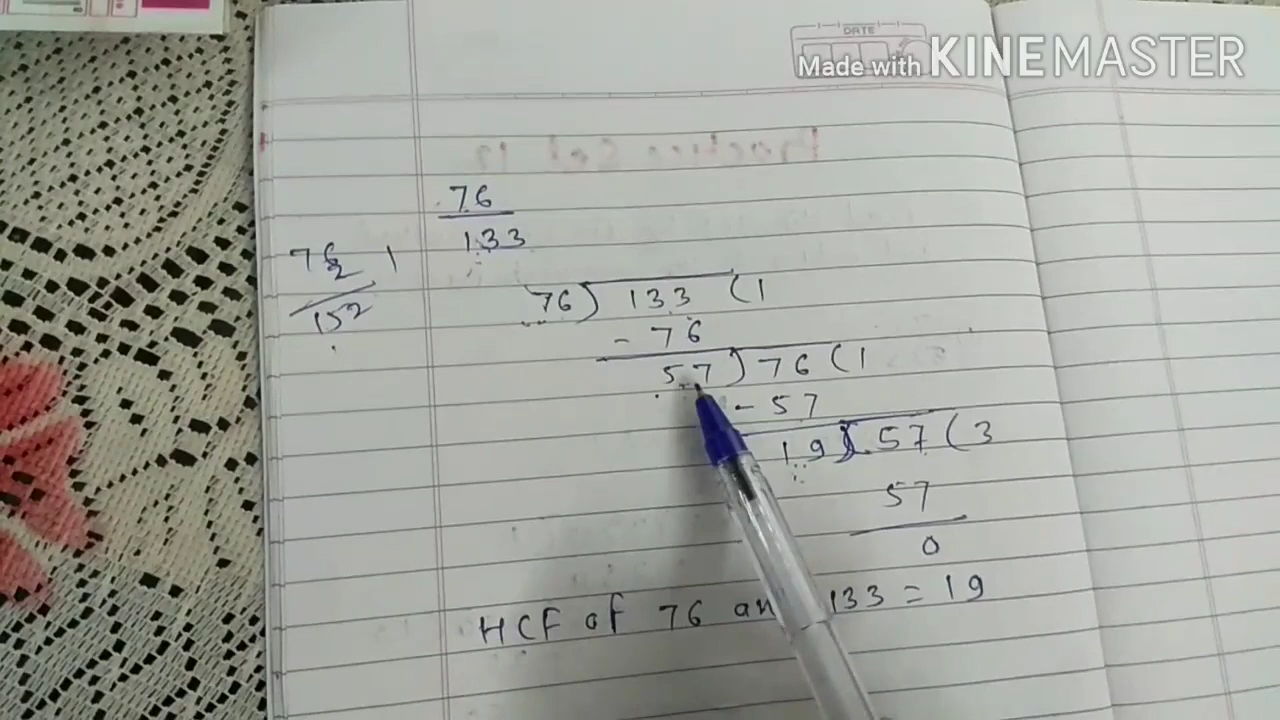 DATE
Made with KINEMASTER
76
133
76 1
2
152
76) 133 (1
- 76
57) 76 (1
- 57
19) 57 (3
57
0
HCF of 76 an 133 = 19